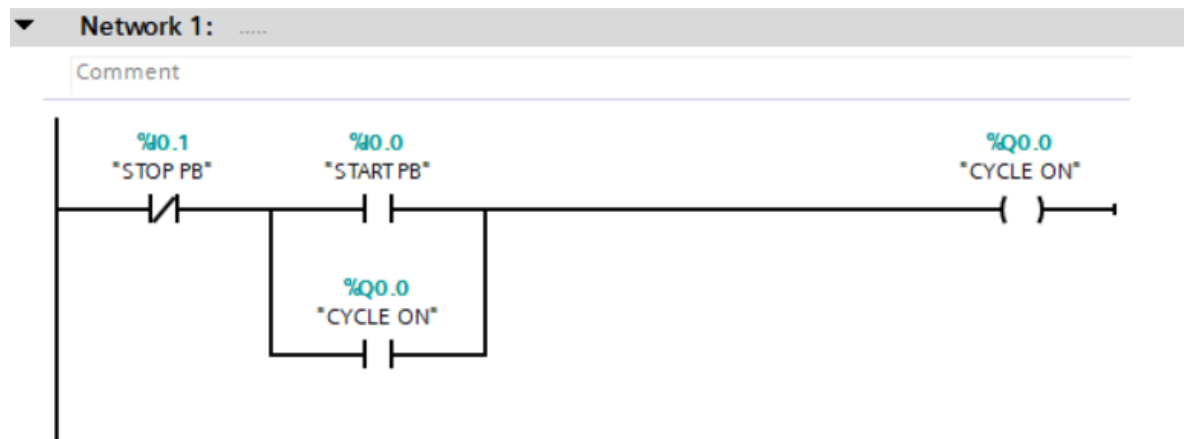 Network 1: .....
Comment
%I0.1 %I0.0 %Q0.0
"STOP PB" "START PB" "CYCLE ON"
%Q0.0
"CYCLE ON"